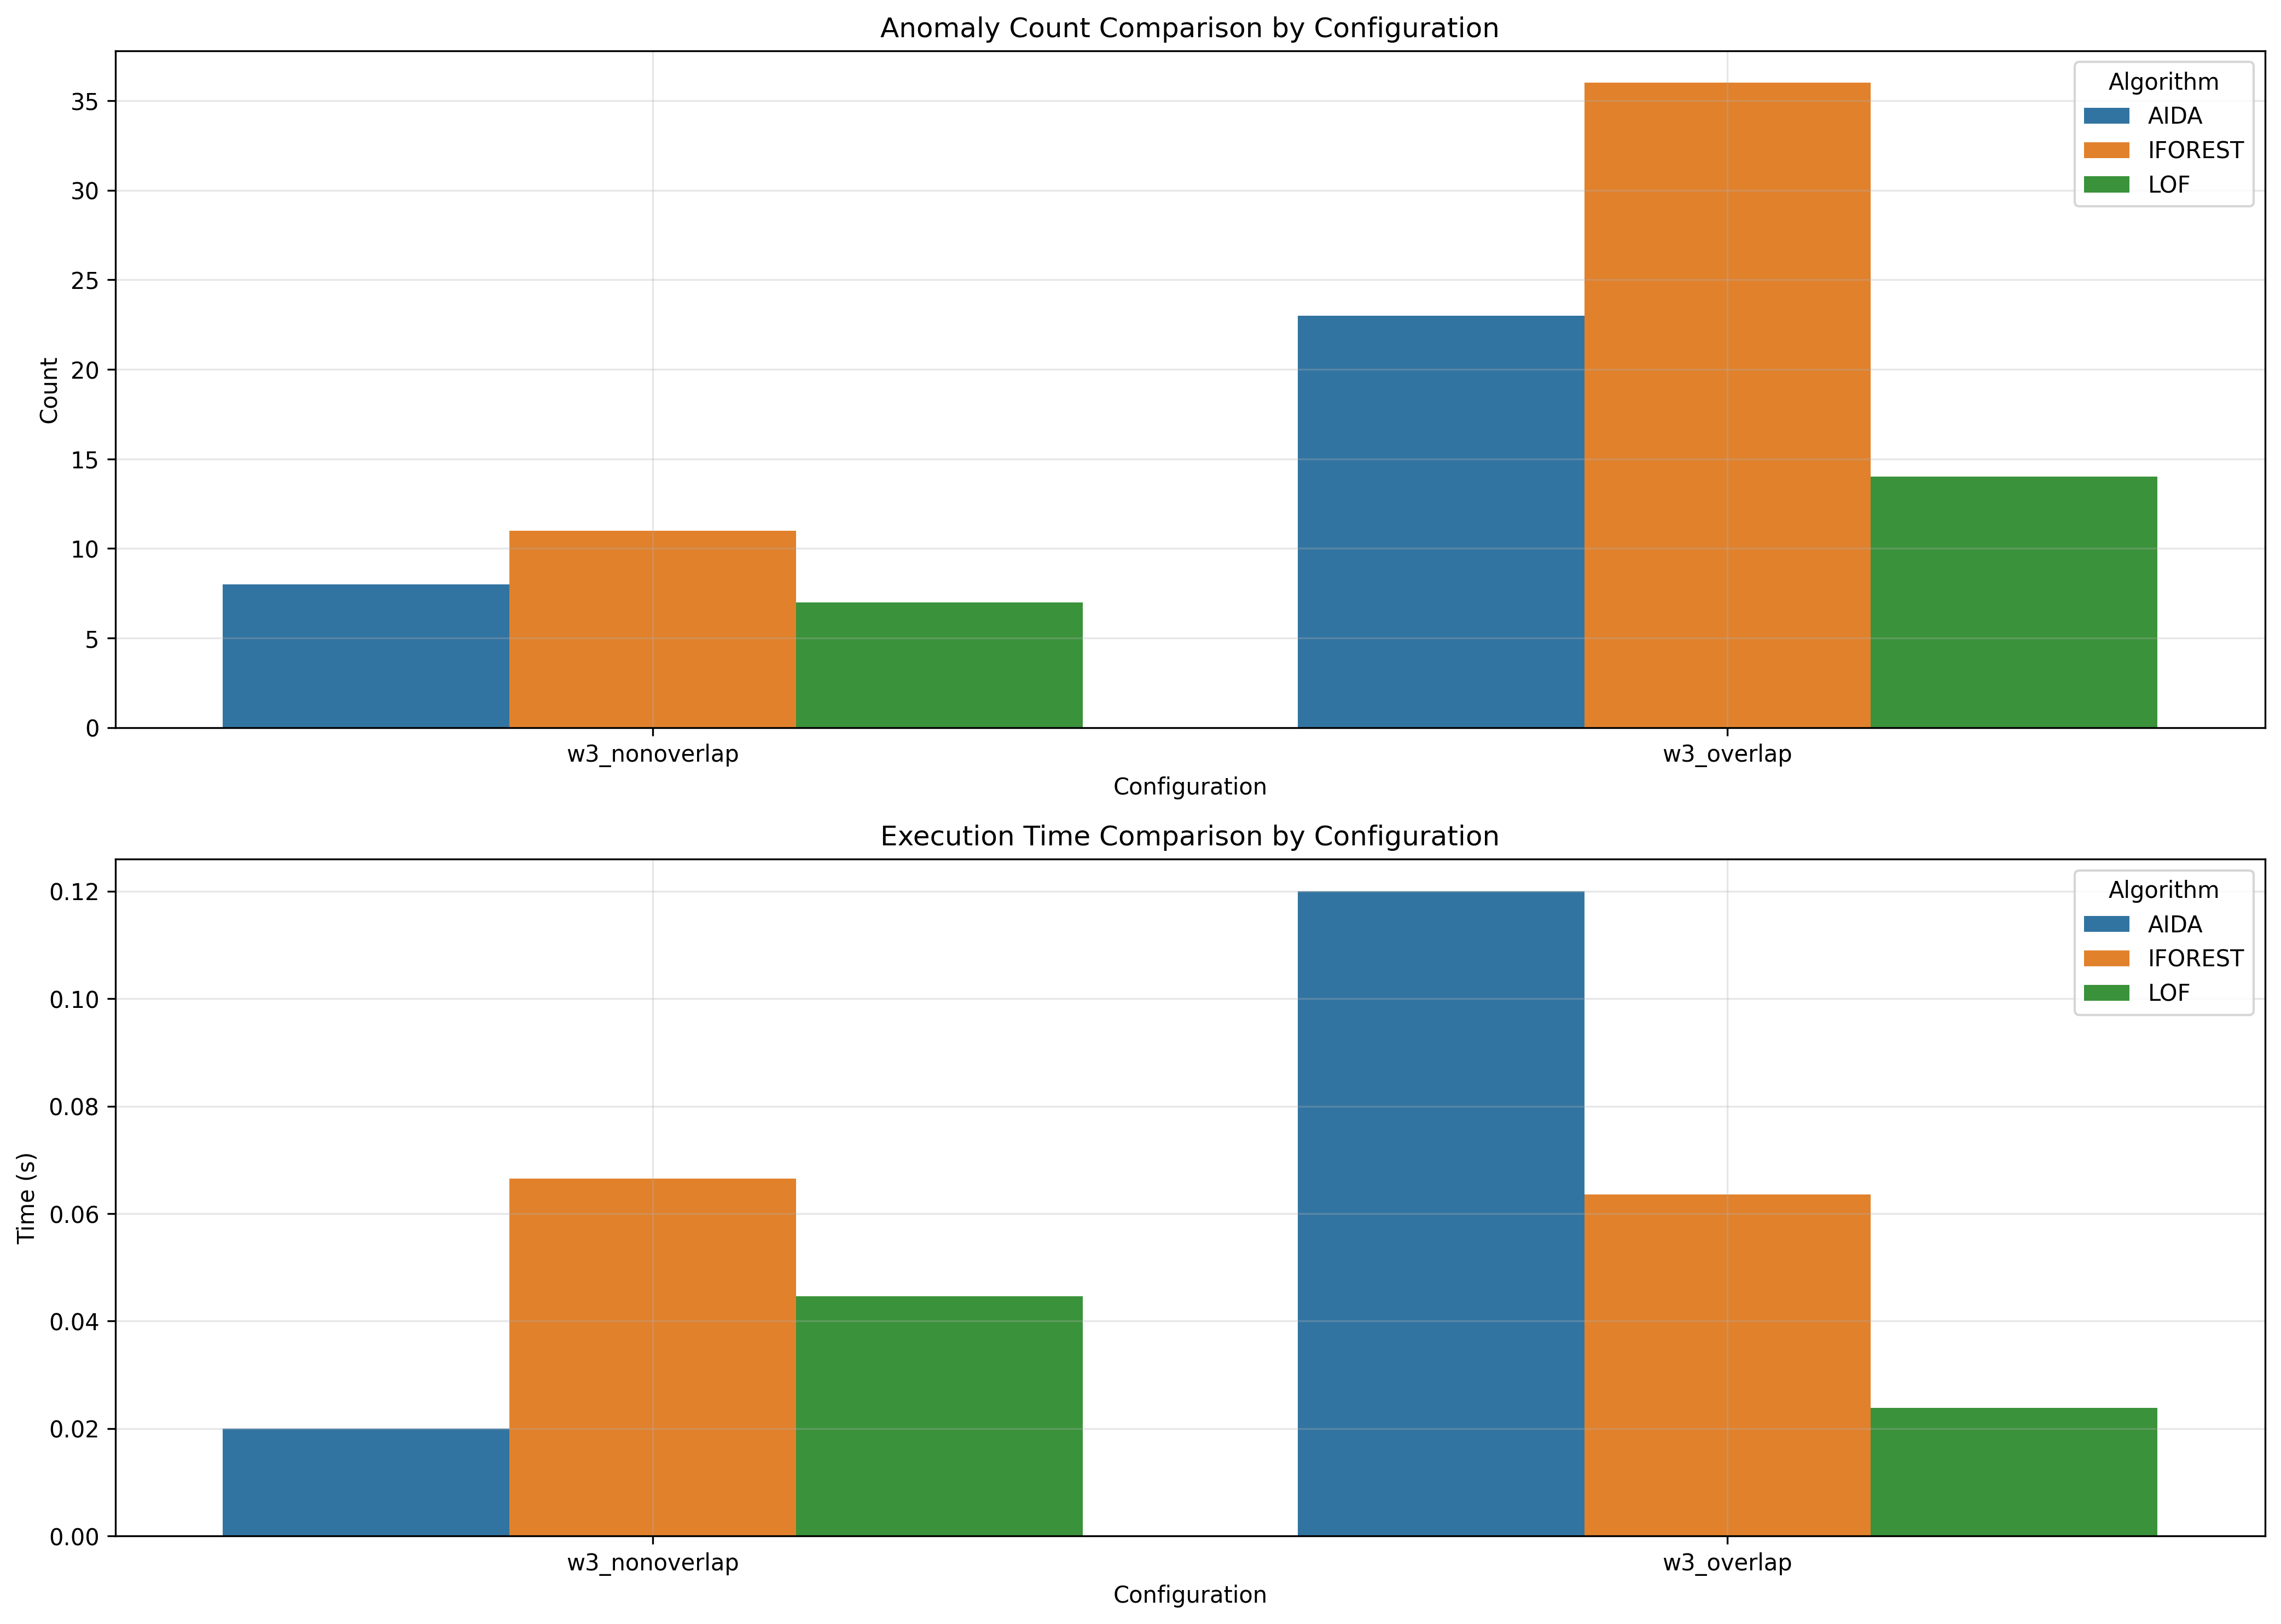 Anomaly Count Comparison by Configuration
Algorithm
AIDA
IFOREST
LOF
Count
35
30
25
20
15
10
5
0
w3_nonoverlap
w3_overlap
Configuration
Execution Time Comparison by Configuration
Algorithm
AIDA
IFOREST
LOF
Time (s)
0.12
0.10
0.08
0.06
0.04
0.02
0.00
w3_nonoverlap
w3_overlap
Configuration